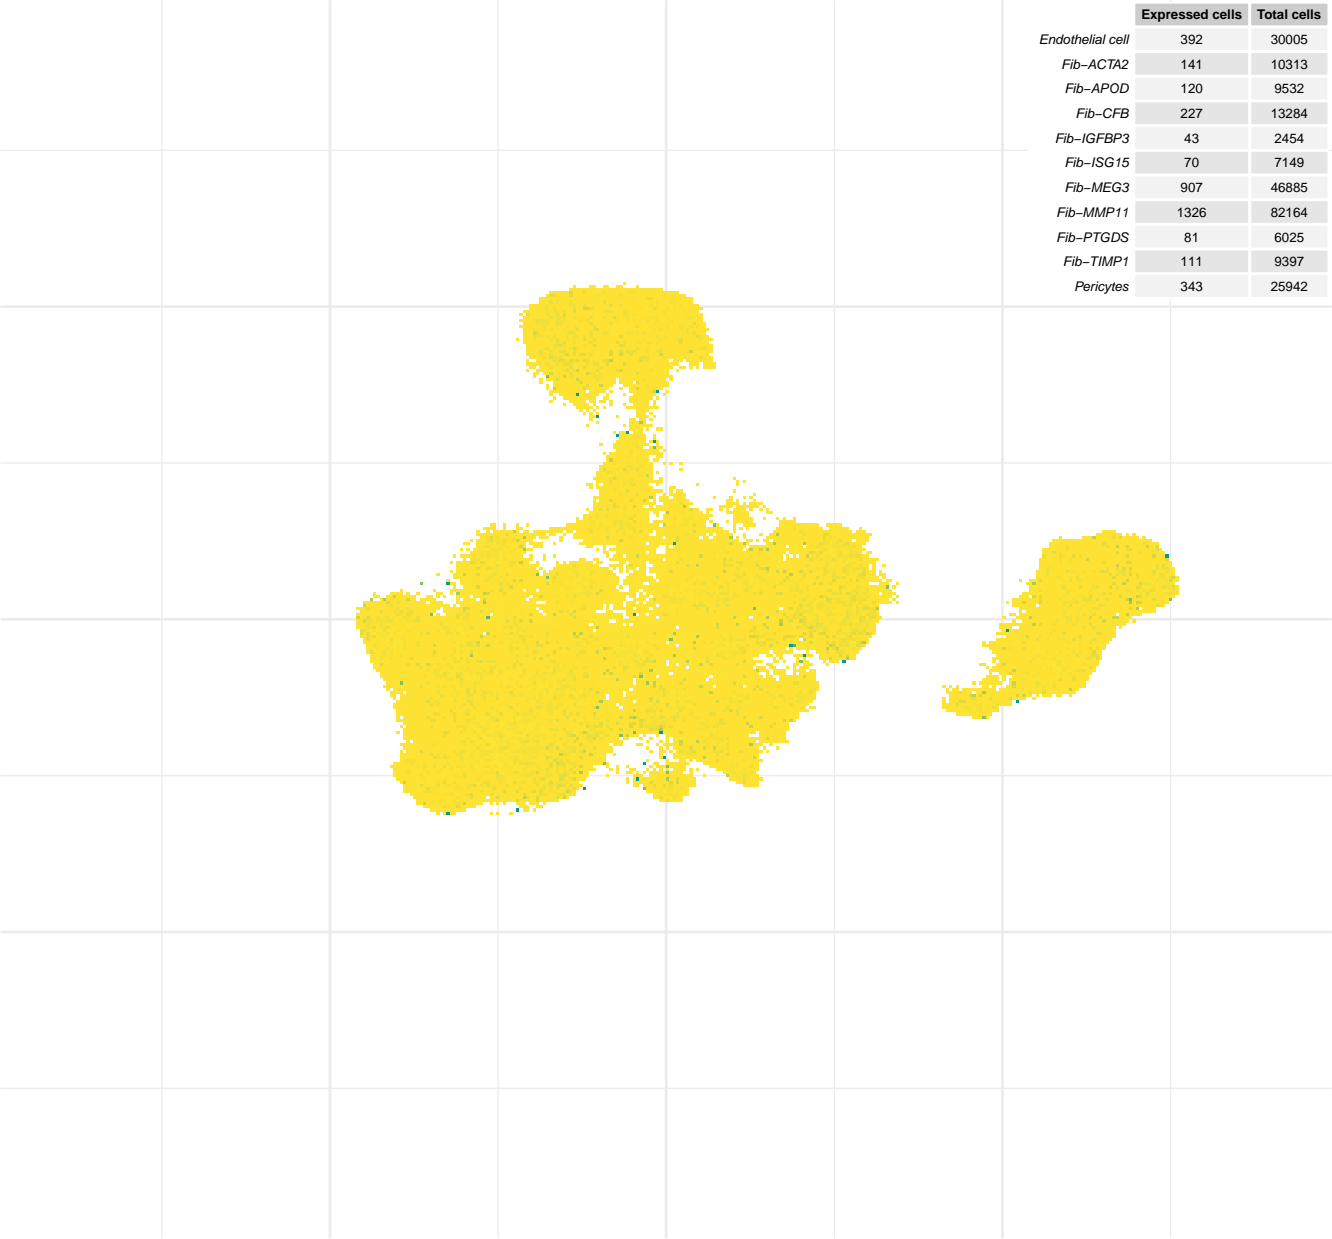 Expressed cells Total cells
Endothelial cell 392 30005
Fib−ACTA2 141 10313
Fib−APOD 120 9532
Fib−CFB 227 13284
Fib−IGFBP3 43 2454
Fib−ISG15 70 7149
Fib−MEG3 907 46885
Fib−MMP11 1326 82164
Fib−PTGDS 81 6025
Fib−TIMP1 111 9397
Pericytes 343 25942